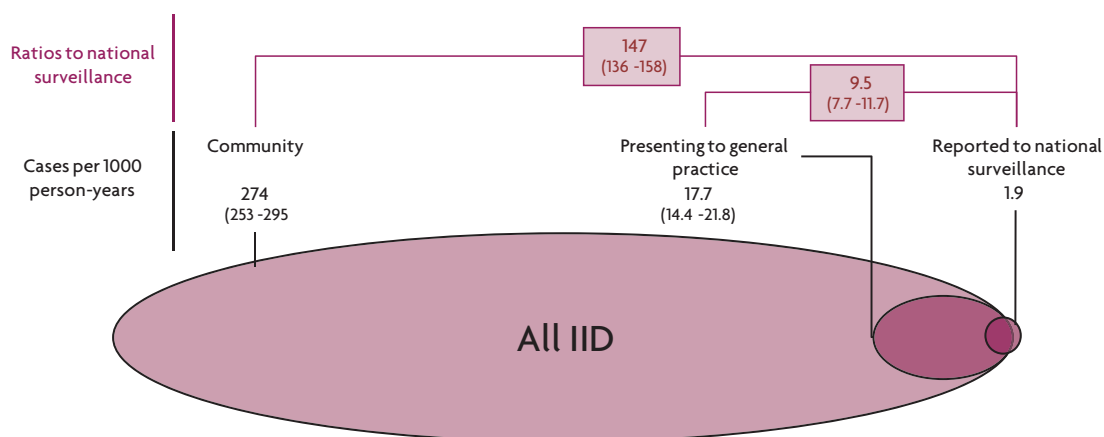 Ratios to national
surveillance
147
(136 -158)
9.5
(7.7 -11.7)
Cases per 1000
person-years
Community
274
(253 -295
Presenting to general
practice
17.7
(14.4 -21.8)
Reported to national
surveillance
1.9
All IID